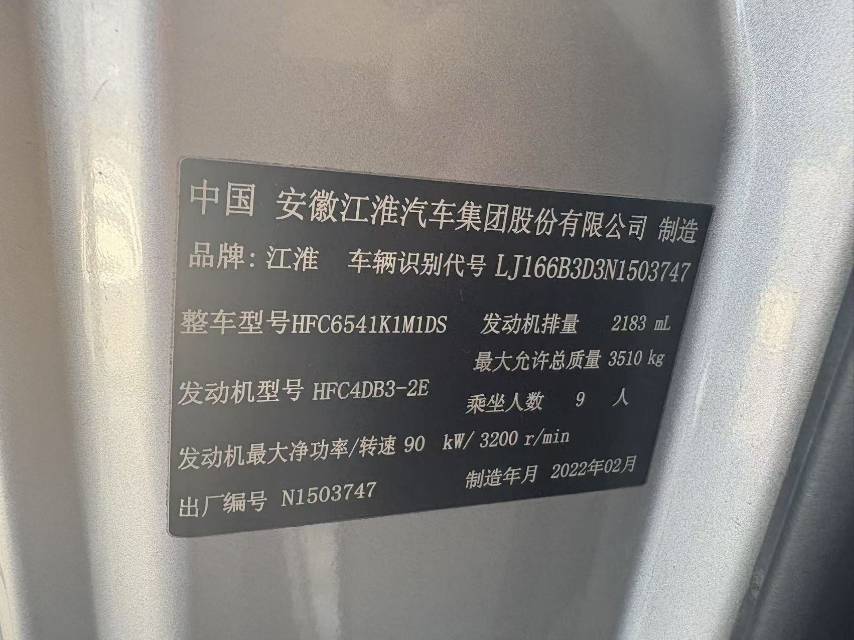 中国 安徽江淮汽车集团股份有限公司 制造
品牌: 江淮 车辆识别代号 LJ166B3D3N1503747
整车型号HFC6541K1M1DS 发动机排量 2183 mL
最大允许总质量 3510 kg
发动机型号 HFC4DB3-2E 乘坐人数 9 人
发动机最大净功率/转速 90 kW/ 3200 r/min
出厂编号 N1503747 制造年月 2022年02月